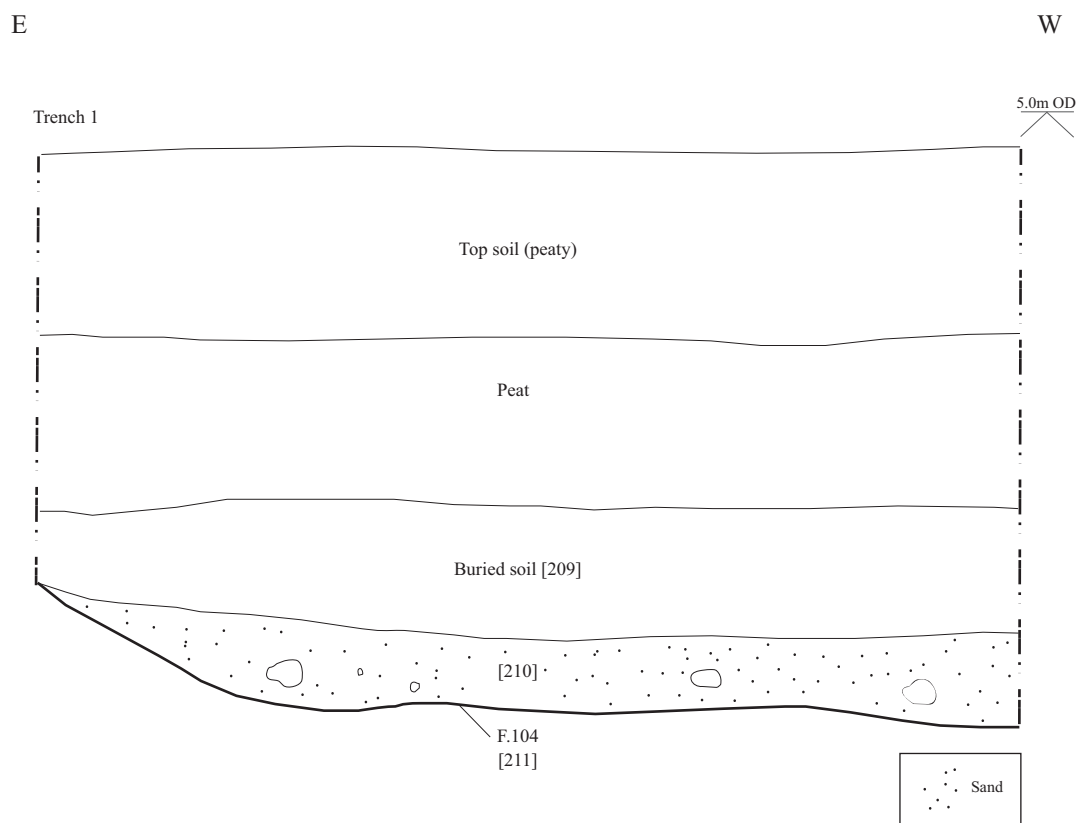 E
W
5.0m OD
Trench 1
Top soil (peaty)
Peat
Buried soil [209]
[210]
F.104
[211]
Sand